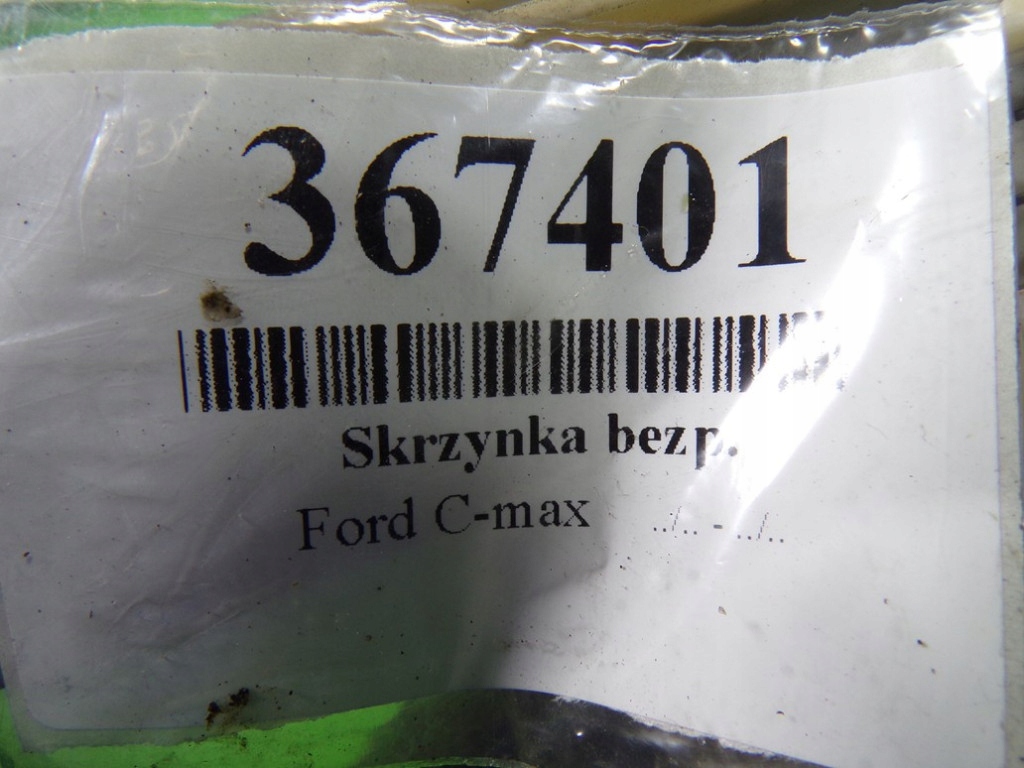 367401
Skrzynka bezp.
Ford C-max ../.. - ../..